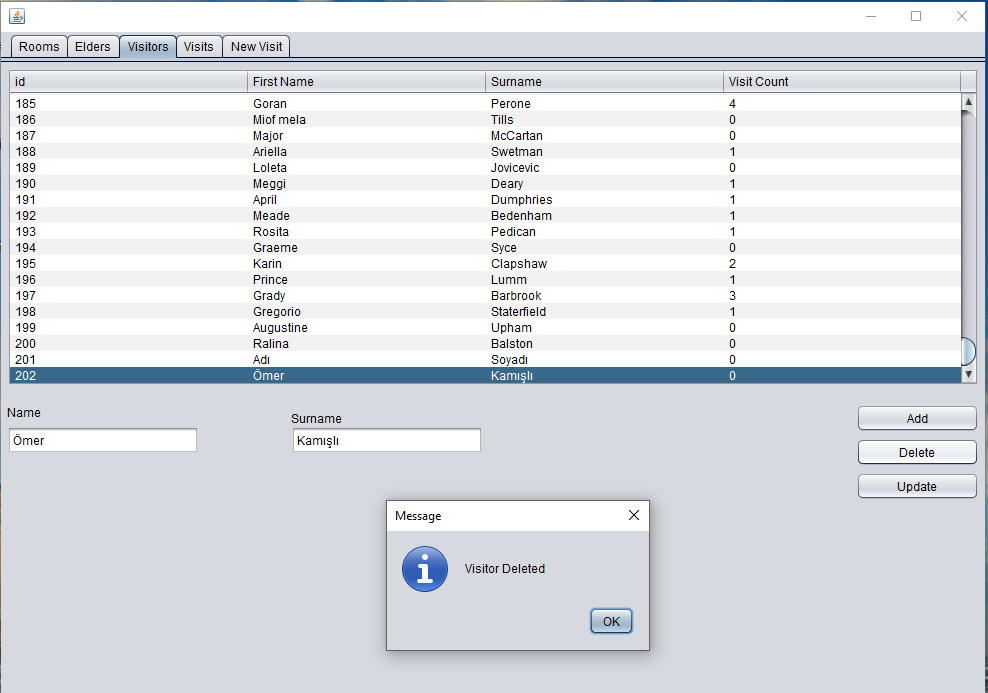 Rooms Elders Visitors Visits New Visit
id First Name Surname Visit Count
185 Goran Perone 4
186 Miof mela Tills 0
187 Major McCartan 0
188 Ariella Swetman 1
189 Loleta Jovicevic 0
190 Meggi Deary 1
191 April Dumphries 1
192 Meade Bedenham 1
193 Rosita Pedican 1
194 Graeme Syce 0
195 Karin Clapshaw 2
196 Prince Lumm 1
197 Grady Barbrook 3
198 Gregorio Staterfield 1
199 Augustine Upham 0
200 Ralina Balston 0
201 Adı Soyadı 0
202 Ömer Kamışlı 0
Name Surname Add
Ömer Kamışlı
Delete
Update
Message
Visitor Deleted
OK